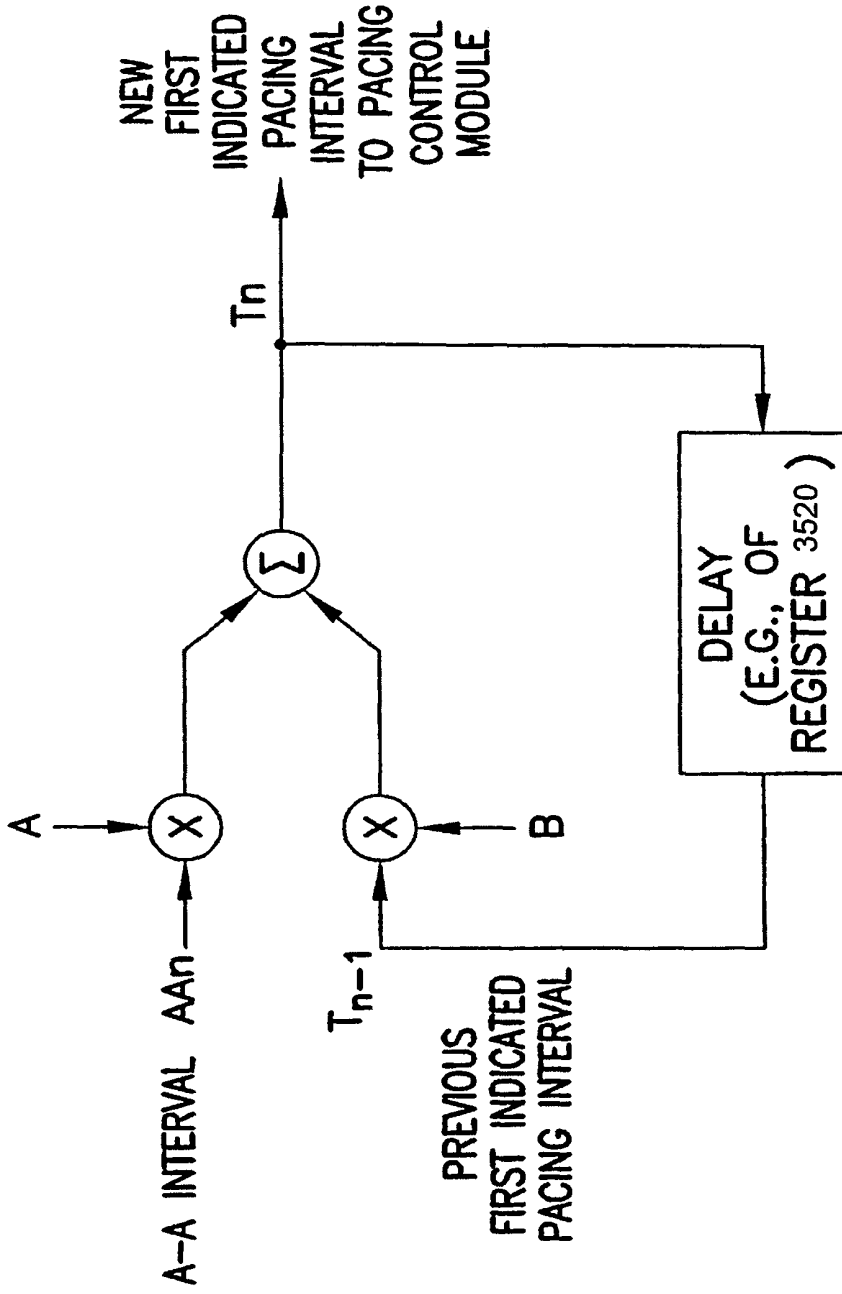 A
A-A INTERVAL AAn
X
Σ
Tn
NEW
FIRST
INDICATED
PACING
INTERVAL
TO PACING
CONTROL
MODULE
Tn-1
X
B
PREVIOUS
FIRST INDICATED
PACING INTERVAL
DELAY
(E.G., OF
REGISTER 3520 )